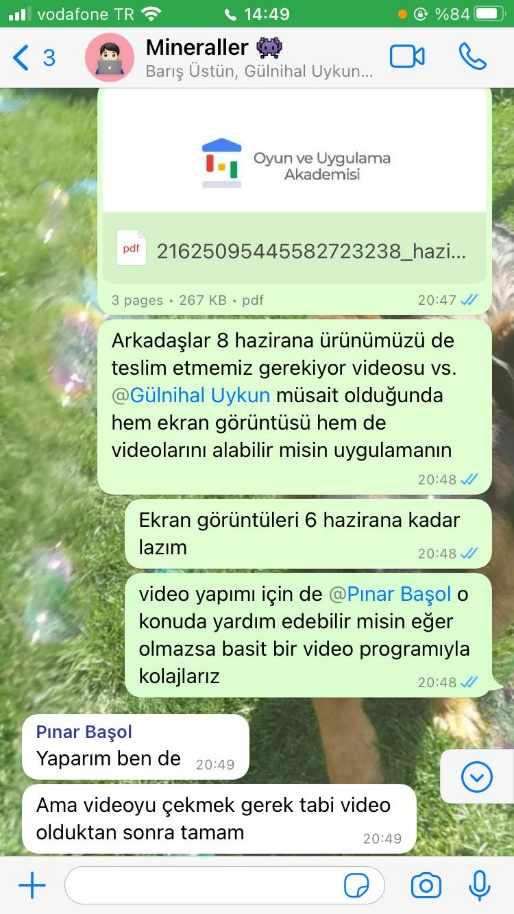 vodafone TR 14:49 %84
3 Mineraller 👾
Barış Üstün, Gülnihal Uykun...
Oyun ve Uygulama
Akademisi
pdf 21625095445582723238_hazi...
3 pages • 267 KB • pdf 20:47
Arkadaşlar 8 hazirana ürünümüzü de
teslim etmemiz gerekiyor videosu vs.
@Gülnihal Uykun müsait olduğunda
hem ekran görüntüsü hem de
videolarını alabilir misin uygulamanın
20:48
Ekran görüntüleri 6 hazirana kadar
lazım 20:48
video yapımı için de @Pınar Başol o
konuda yardım edebilir misin eğer
olmazsa basit bir video programıyla
kolajlarız
20:48
Pınar Başol
Yaparım ben de 20:49
Ama videoyu çekmek gerek tabi video
olduktan sonra tamam 20:49